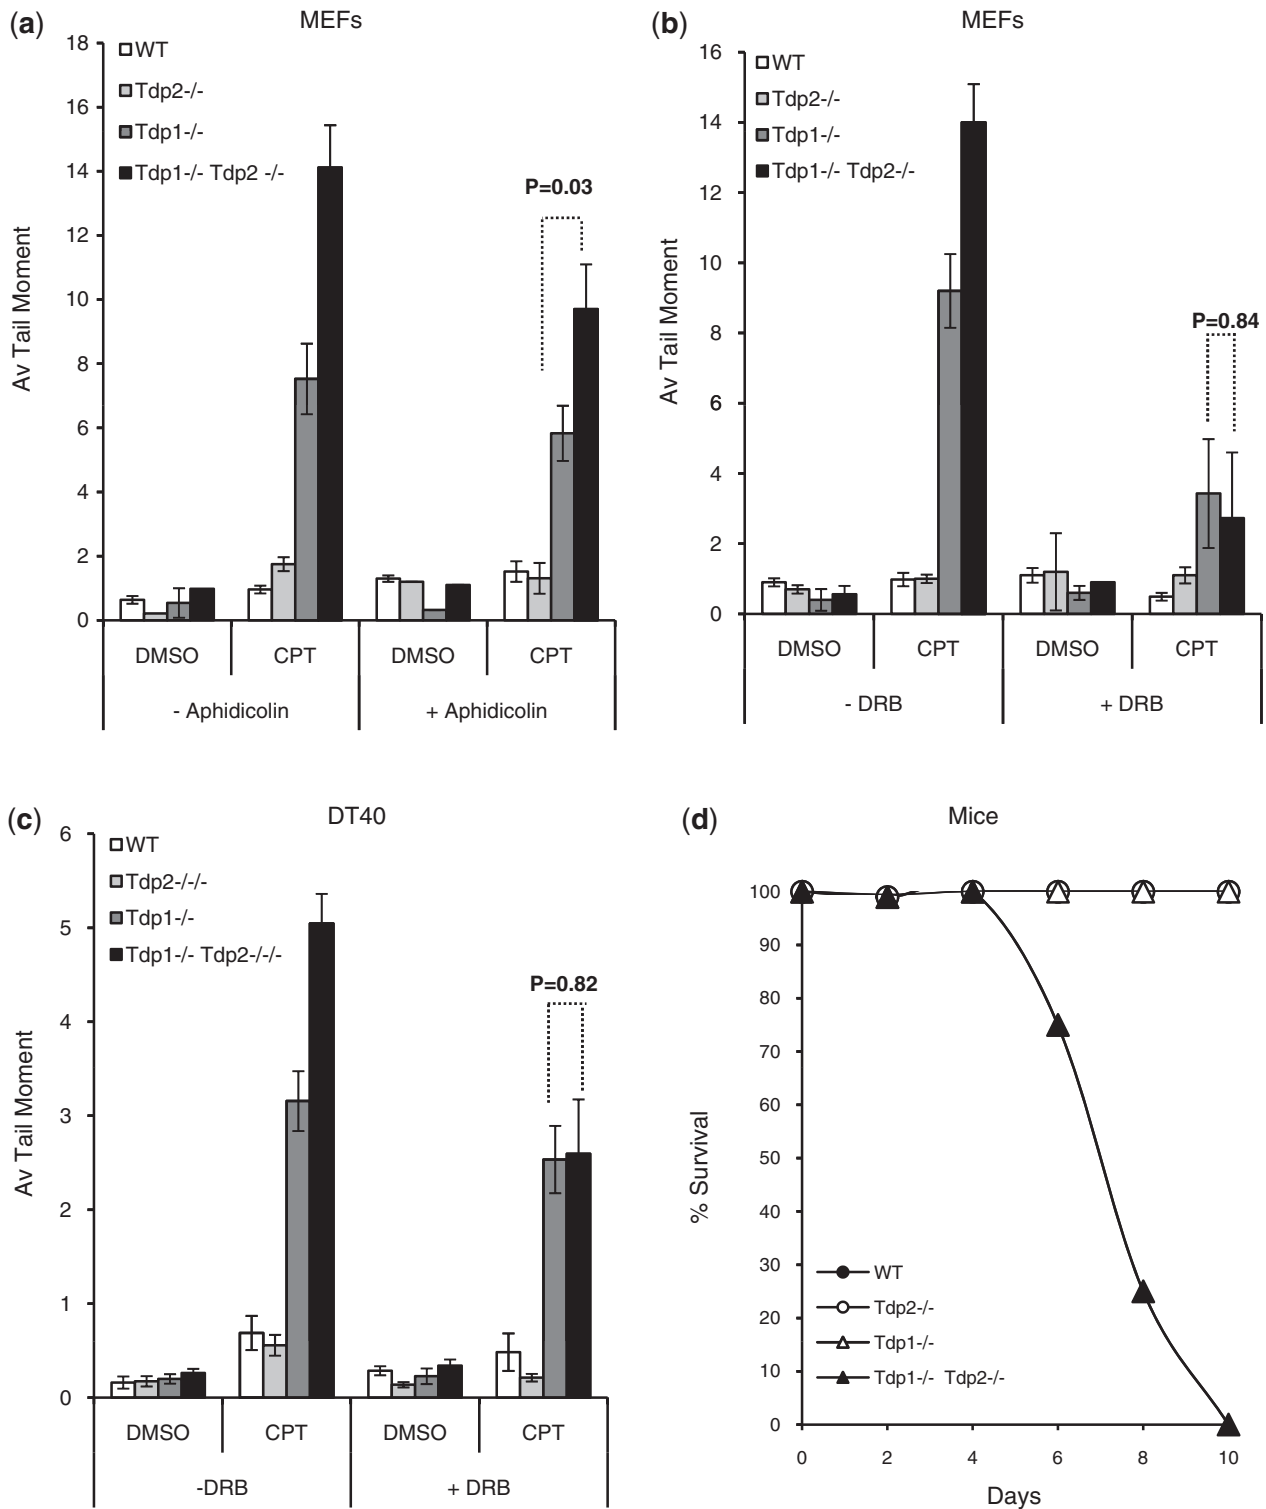 (a)
MEFs
WT
Tdp2-/-
Tdp1-/-
Tdp1-/- Tdp2 -/-
P=0.03
Av Tail Moment
18
16
14
12
10
8
6
4
2
0
DMSO CPT DMSO CPT
- Aphidicolin + Aphidicolin
(b)
MEFs
WT
Tdp2-/-
Tdp1-/-
Tdp1-/- Tdp2-/-
P=0.84
Av Tail Moment
16
14
12
10
8
6
4
2
0
DMSO CPT DMSO CPT
- DRB + DRB
(c)
DT40
WT
Tdp2-/-/-
Tdp1-/-
Tdp1-/- Tdp2-/-/-
P=0.82
Av Tail Moment
6
5
4
3
2
1
0
DMSO CPT DMSO CPT
-DRB + DRB
(d)
Mice
% Survival
100
90
80
70
60
50
40
30
20
10
0
WT
Tdp2-/-
Tdp1-/-
Tdp1-/- Tdp2-/-
0 2 4 6 8 10
Days